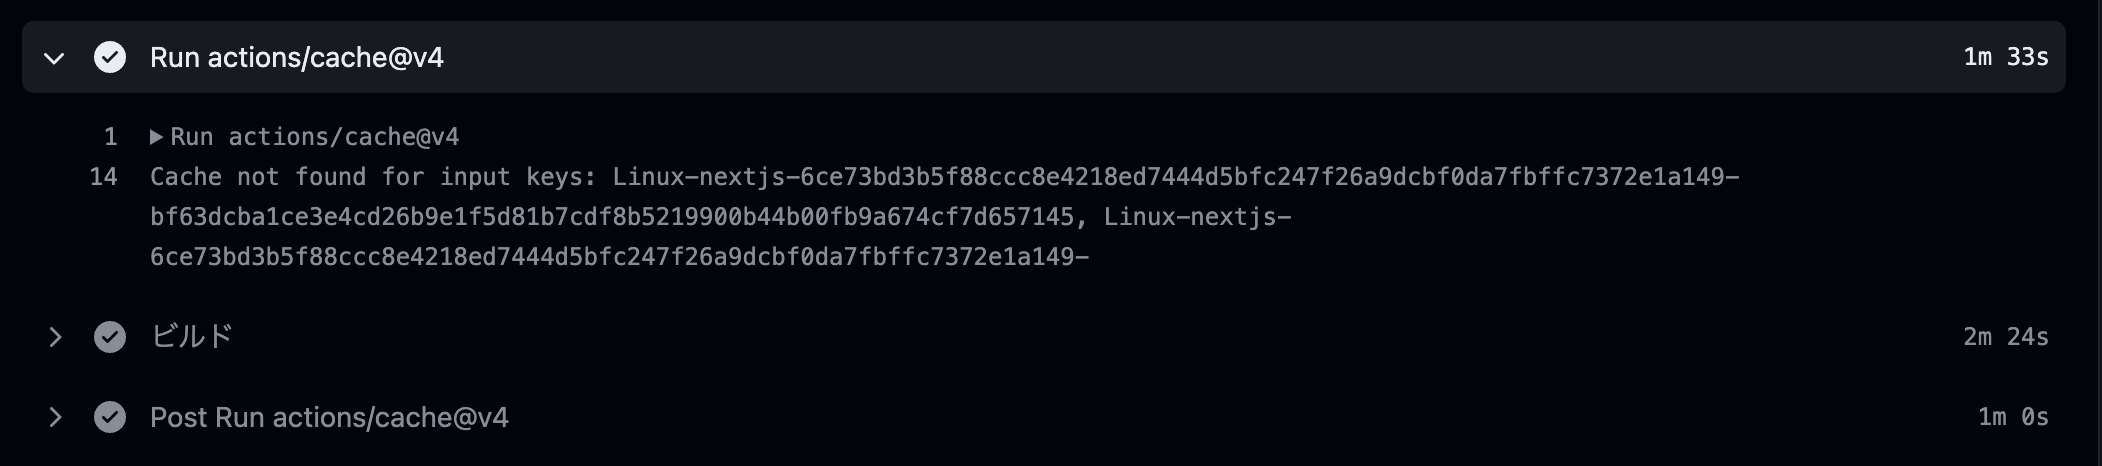 Run actions/cache@v4 1m 33s
1 ▶ Run actions/cache@v4
14 Cache not found for input keys: Linux-nextjs-6ce73bd3b5f88ccc8e4218ed7444d5bfc247f26a9dcbf0da7fbffc7372e1a149-
bf63dcba1ce3e4cd26b9e1f5d81b7cdf8b5219900b44b00fb9a674cf7d657145, Linux-nextjs-
6ce73bd3b5f88ccc8e4218ed7444d5bfc247f26a9dcbf0da7fbffc7372e1a149-
ビルド 2m 24s
Post Run actions/cache@v4 1m 0s